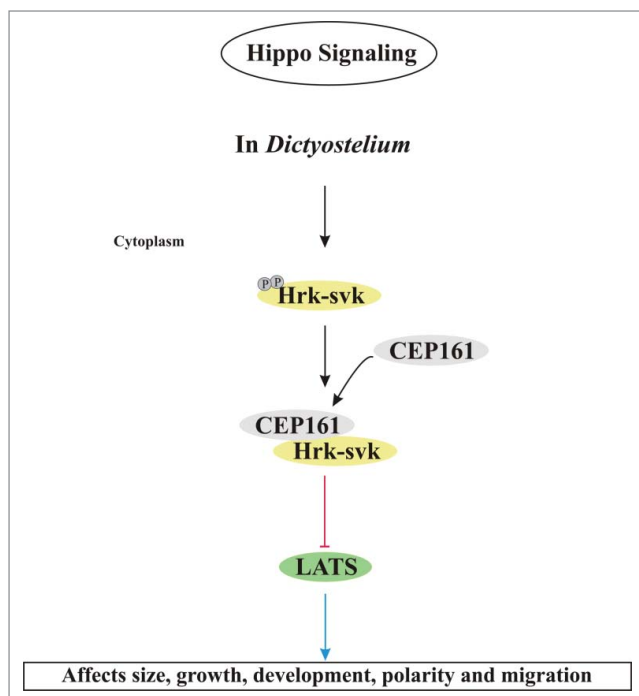 Hippo Signaling
In Dictyostelium
Cytoplasm
P P
Hrk-svk
CEP161
CEP161
Hrk-svk
LATS
Affects size, growth, development, polarity and migration